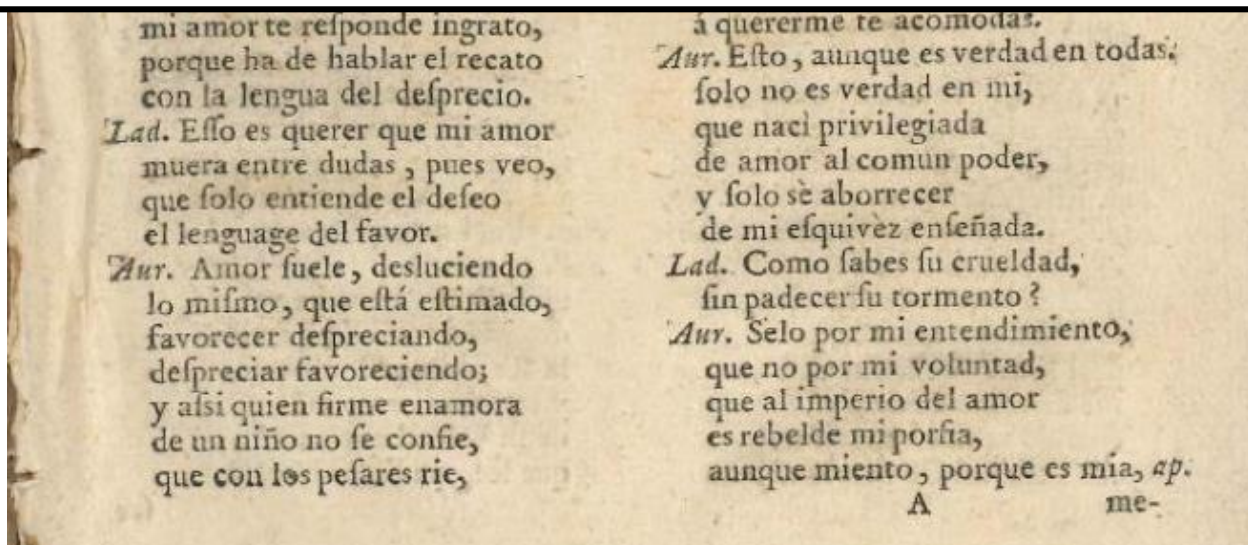 mi amor te reſponde ingrato,
porque ha de hablar el recato
con la lengua del deſprecio.
Lad. Eſſo es querer que mi amor
muera entre dudas, pues veo,
que ſolo entiende el deſeo
el lenguage del favor.
Aur. Amor ſuele, desluciendo
lo miſmo, que eſtá eſtimado,
favorecer deſpreciando,
deſpreciar favoreciendo;
y aſsi quien firme enamora
de un niño no ſe confie,
que con los peſares rie,
á quererme te acomodas.
Aur. Eſto, aunque es verdad en todas,
ſolo no es verdad en mi,
que nacì privilegiada
de amor al comun poder,
y ſolo sè aborrecer
de mi eſquivèz enſeñada.
Lad. Como ſabes ſu crueldad,
ſin padecer ſu tormento?
Aur. Selo por mi entendimiento,
que no por mi voluntad,
que al imperio del amor
es rebelde mi porfia,
aunque miento, porque es mia, ap.
A me-